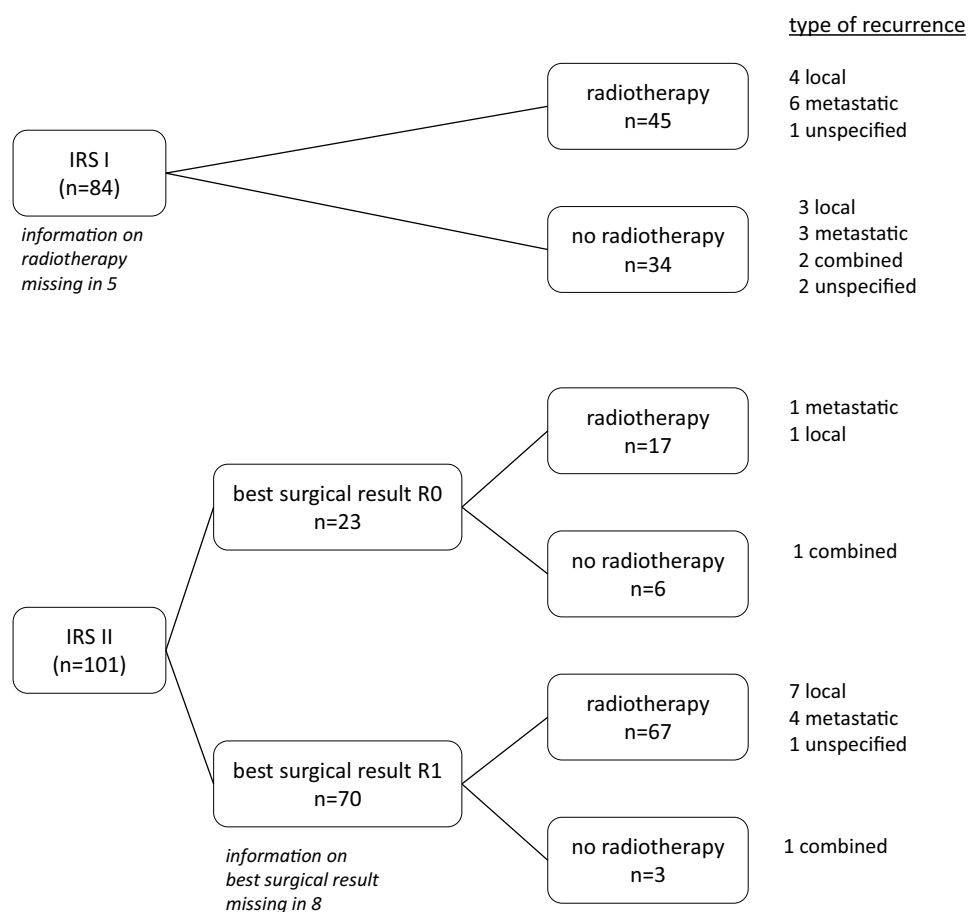 type of recurrence
IRS I
(n=84)
information on
radiotherapy
missing in 5
radiotherapy
n=45
4 local
6 metastatic
1 unspecified
no radiotherapy
n=34
3 local
3 metastatic
2 combined
2 unspecified
IRS II
(n=101)
best surgical result R0
n=23
radiotherapy
n=17
1 metastatic
1 local
no radiotherapy
n=6
1 combined
best surgical result R1
n=70
information on
best surgical result
missing in 8
radiotherapy
n=67
7 local
4 metastatic
1 unspecified
no radiotherapy
n=3
1 combined